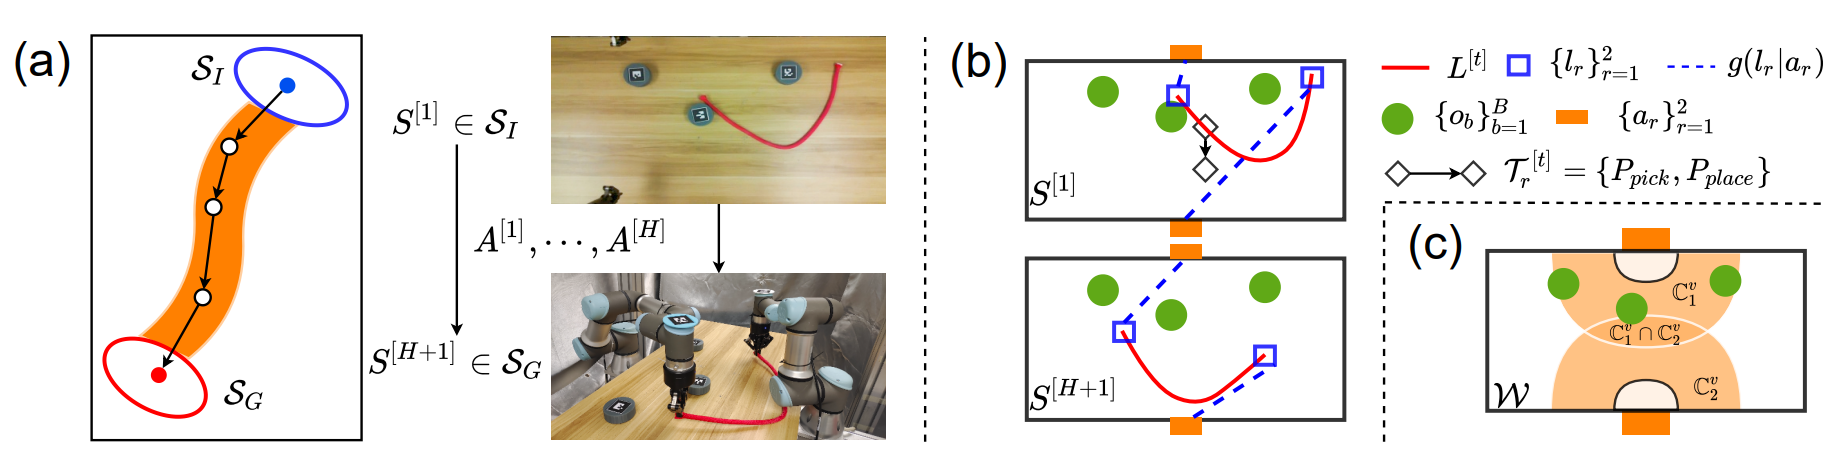 (a)
$\mathcal{S}_I$
$S^{[1]} \in \mathcal{S}_I$
$A^{[1]}, \cdots, A^{[H]}$
$S^{[H+1]} \in \mathcal{S}_G$
$\mathcal{S}_G$
(b)
$S^{[1]}$
$S^{[H+1]}$
$L^{[t]}$ $\{l_r\}_{r=1}^{2}$ $g(l_r|a_r)$
$\{o_b\}_{b=1}^{B}$ $\{a_r\}_{r=1}^{2}$
$\mathcal{T}_r^{[t]} = \{P_{pick}, P_{place}\}$
(c)
$\mathbb{C}_1^v$
$\mathbb{C}_1^v \cap \mathbb{C}_2^v$
$\mathbb{C}_2^v$
$\mathcal{W}$